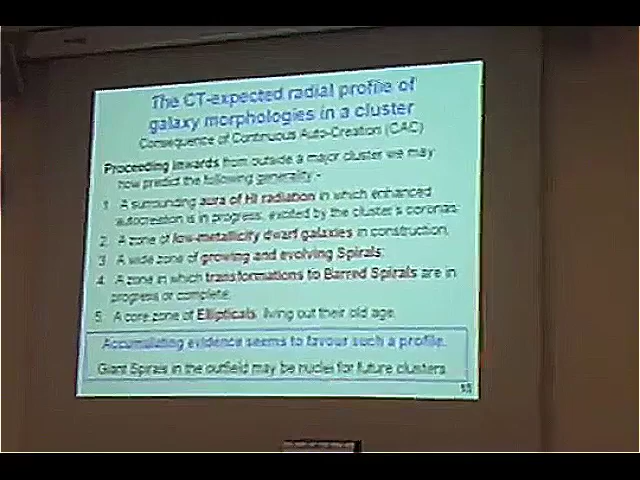 The CT-expected radial profile of
galaxy morphologies in a cluster
Consequence of Continuous Auto-Creation (CAC)
Proceeding Inwards from outside a major cluster we may
now predict the following generality:-
1. A surrounding aura of HI radiation in which enhanced
autocreation is in progress, excited by the cluster's coronas.
2. A zone of low-metallicity dwarf galaxies in construction.
3. A wide zone of growing and evolving Spirals.
4. A zone in which transformations to Barred Spirals are in
progress or complete.
5. A core zone of Ellipticals living out their old age.
Accumulating evidence seems to favour such a profile.
Giant Spirals in the outfield may be nuclei for future clusters.